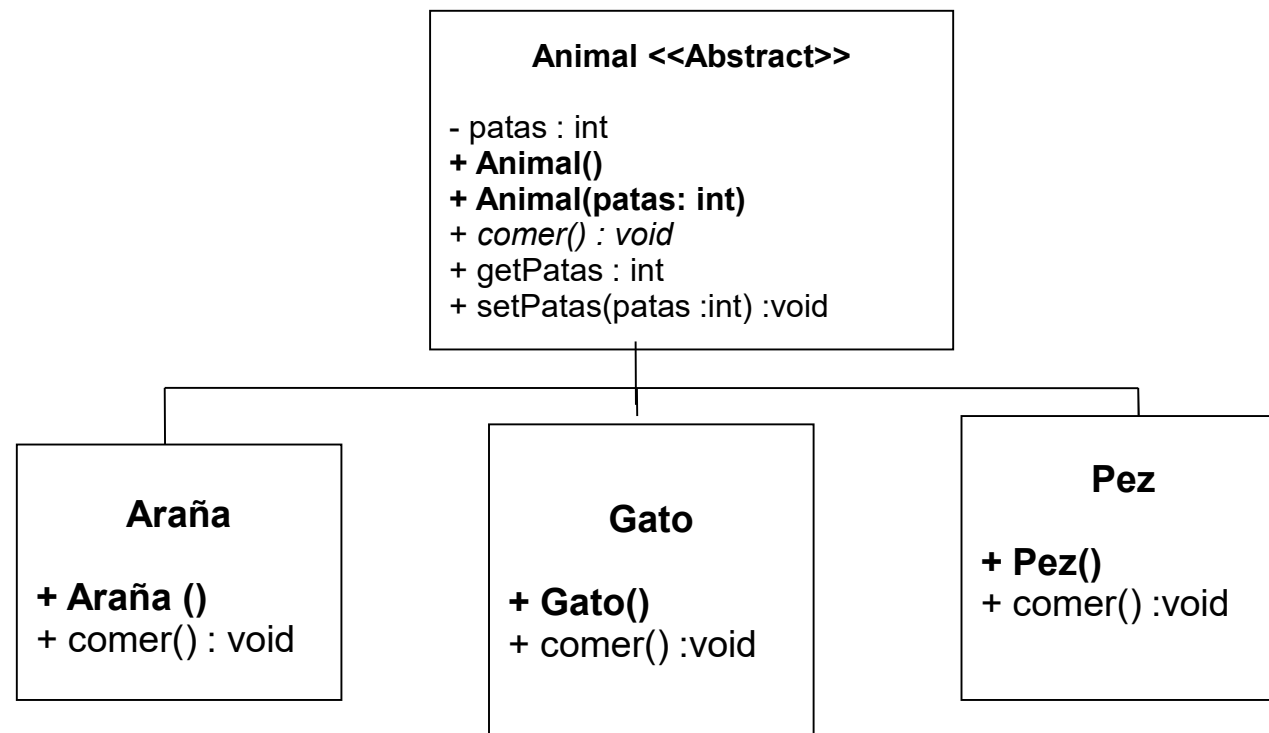 Animal <<Abstract>>
- patas : int
+ Animal()
+ Animal(patas: int)
+ comer() : void
+ getPatas : int
+ setPatas(patas :int) :void
Araña
+ Araña ()
+ comer() : void
Gato
+ Gato()
+ comer() :void
Pez
+ Pez()
+ comer() :void